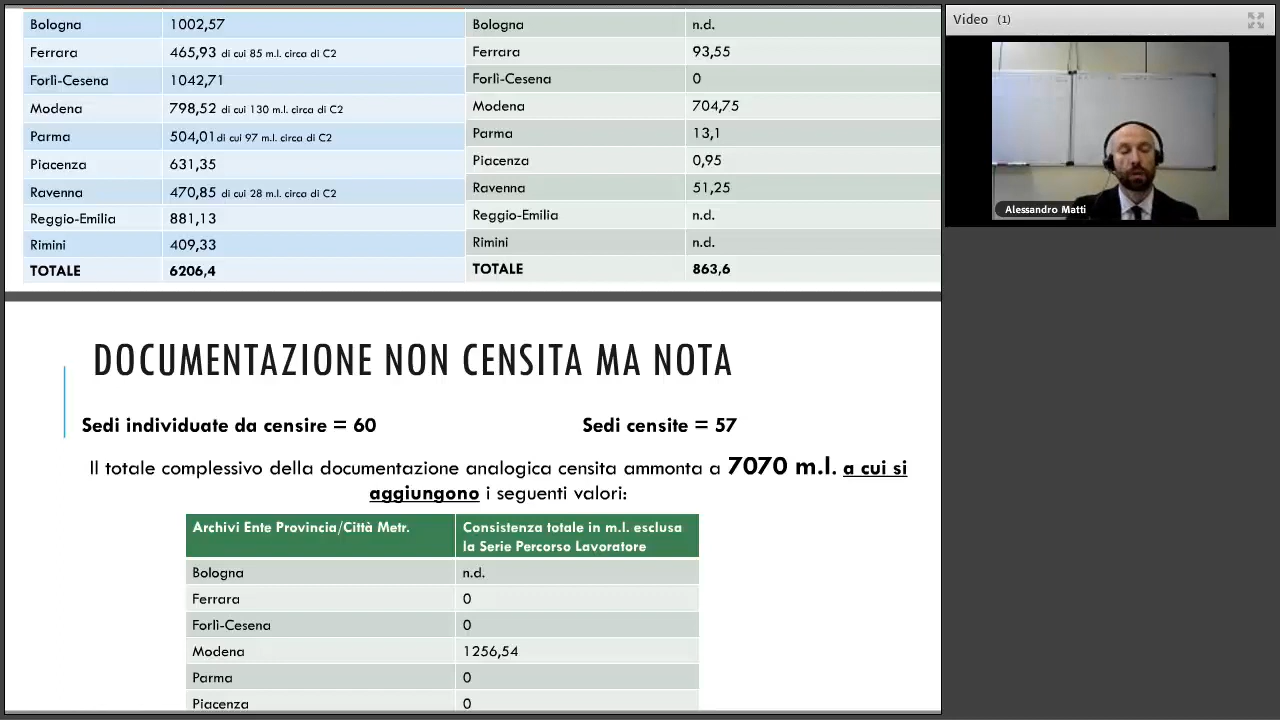 Bologna 1002,57
Ferrara 465,93 di cui 85 m.l. circa di C2
Forlì-Cesena 1042,71
Modena 798,52 di cui 130 m.l. circa di C2
Parma 504,01di cui 97 m.l. circa di C2
Piacenza 631,35
Ravenna 470,85 di cui 28 m.l. circa di C2
Reggio-Emilia 881,13
Rimini 409,33
TOTALE 6206,4
Bologna n.d.
Ferrara 93,55
Forlì-Cesena 0
Modena 704,75
Parma 13,1
Piacenza 0,95
Ravenna 51,25
Reggio-Emilia n.d.
Rimini n.d.
TOTALE 863,6
DOCUMENTAZIONE NON CENSITA MA NOTA
Sedi individuate da censire = 60 Sedi censite = 57
Il totale complessivo della documentazione analogica censita ammonta a 7070 m.l. a cui si
aggiungono i seguenti valori:
Archivi Ente Provincia/Città Metr. Consistenza totale in m.l. esclusa
la Serie Percorso Lavoratore
Bologna n.d.
Ferrara 0
Forlì-Cesena 0
Modena 1256,54
Parma 0
Piacenza 0
Video (1)
Alessandro Matti